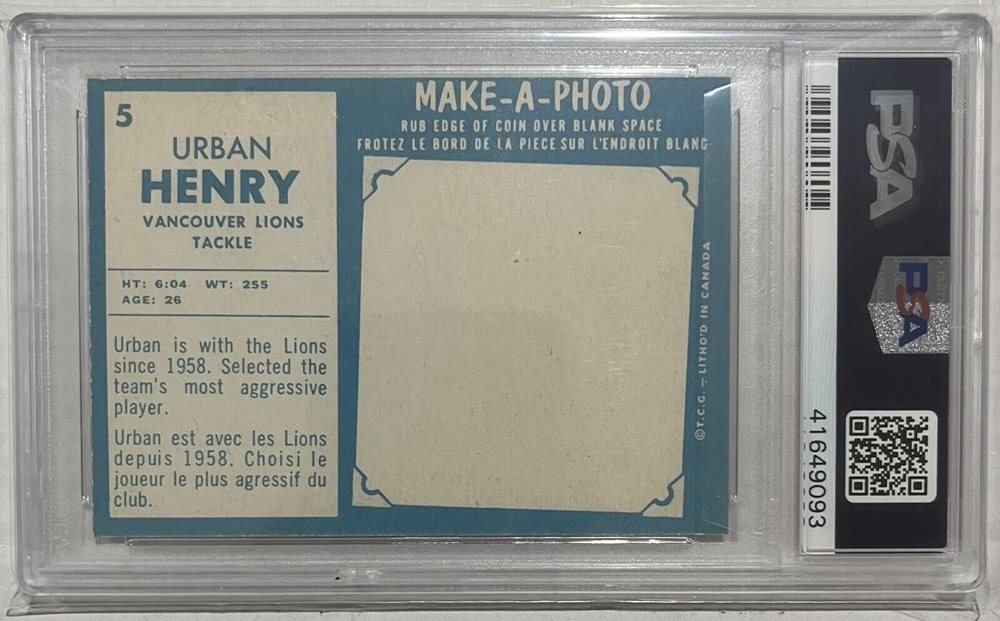 5
URBAN
HENRY
VANCOUVER LIONS
TACKLE
HT: 6:04 WT: 255
AGE: 26
Urban is with the Lions
since 1958. Selected the
team's most aggressive
player.
Urban est avec les Lions
depuis 1958. Choisi le
joueur le plus agressif du
club.
MAKE-A-PHOTO
RUB EDGE OF COIN OVER BLANK SPACE
FROTEZ LE BORD DE LA PIECE SUR L'ENDROIT BLANC
©T.C.G. — LITHO'D IN CANADA
PSA
PSA
41649093